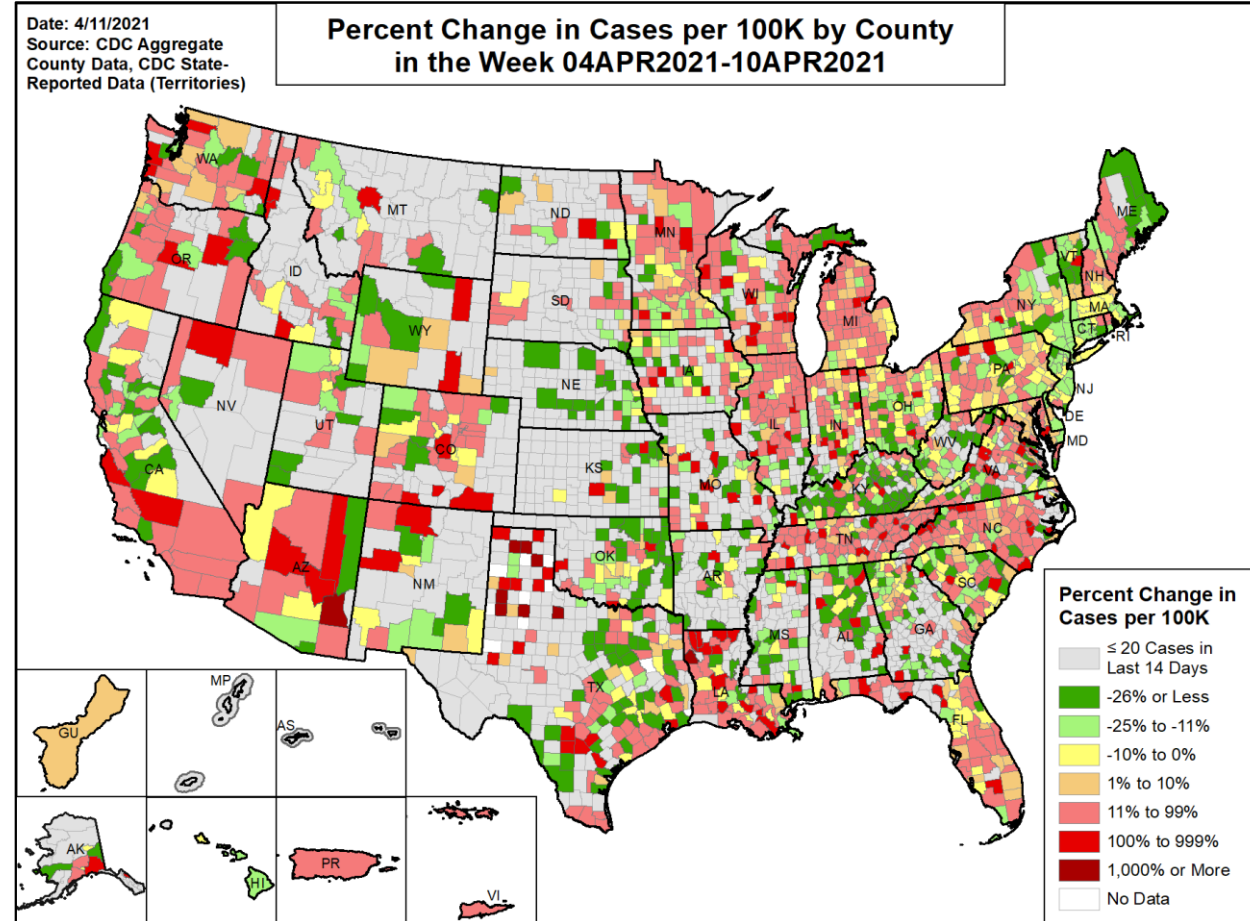 Date: 4/11/2021
Source: CDC Aggregate
County Data, CDC State-
Reported Data (Territories)
Percent Change in Cases per 100K by County
in the Week 04APR2021-10APR2021
WA
MT
ND
MN
ME
OR
ID
SD
WI
MI
VT
NH
NY
MA
CT
RI
WY
IA
NE
PA
NJ
NV
UT
CO
IL
IN
OH
DE
MD
WV
CA
KS
MO
KY
VA
AZ
NM
OK
TN
NC
AR
SC
MS
AL
GA
TX
LA
FL
GU
MP
AS
AK
HI
PR
VI
Percent Change in
Cases per 100K
≤ 20 Cases in
Last 14 Days
-26% or Less
-25% to -11%
-10% to 0%
1% to 10%
11% to 99%
100% to 999%
1,000% or More
No Data